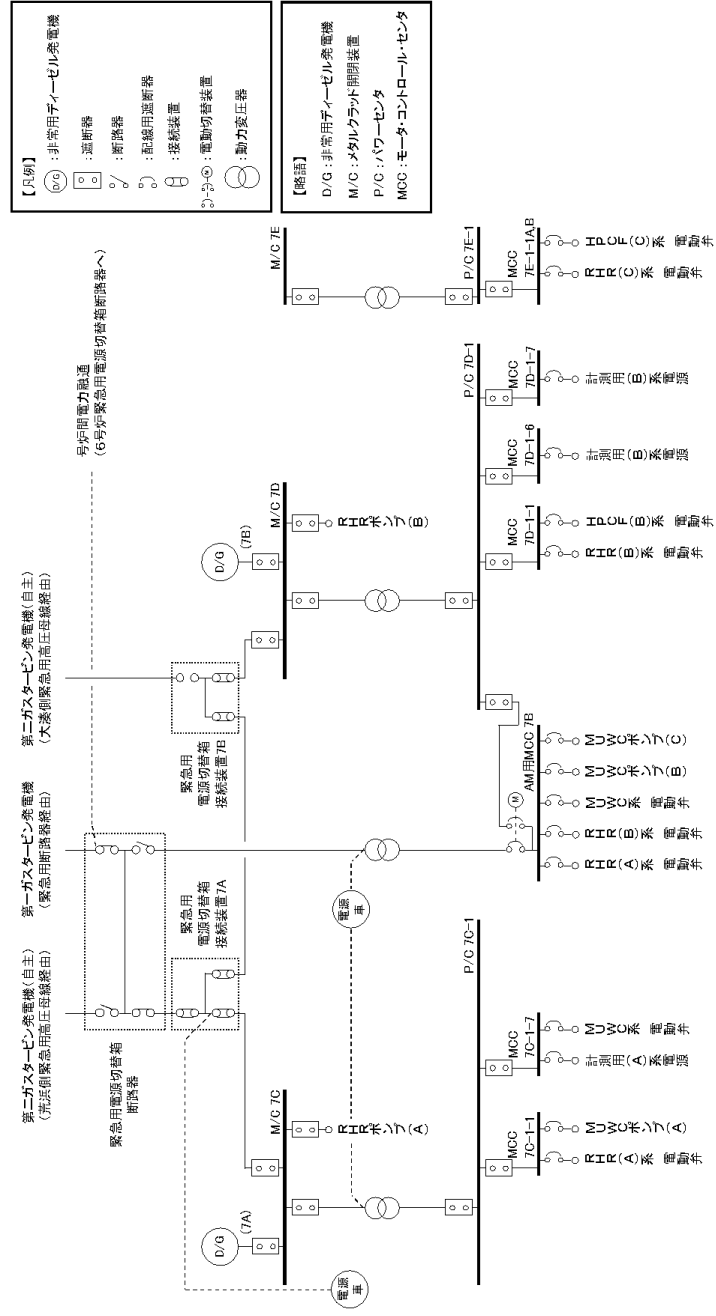 第二ガスタービン発電機(自主)
(荒浜側緊急用高圧母線経由)
第一ガスタービン発電機
(緊急用断路器経由)
第二ガスタービン発電機(自主)
(大湊側緊急用高圧母線経由)
号炉間電力融通
(6号炉緊急用電源切替箱断路器へ)
緊急用電源切替箱
断路器
緊急用
電源切替箱
接続装置7A
緊急用
電源切替箱
接続装置7B
D/G
(7A)
M/C 7C
RHRポンプ(A)
D/G
(7B)
M/C 7D
RHRポンプ(B)
M/C 7E
電源
車
電源
車
P/C 7C-1
MCC
7C-1-1
RHR(A)系 電動弁
MUWCポンプ(A)
MCC
7C-1-7
計測用(A)系電源
MUWC系 電動弁
M
AM用MCC 7B
RHR(A)系 電動弁
RHR(B)系 電動弁
MUWC系 電動弁
MUWCポンプ(B)
MUWCポンプ(C)
P/C 7D-1
MCC
7D-1-1
RHR(B)系 電動弁
HPCF(B)系 電動弁
MCC
7D-1-6
計測用(B)系電源
MCC
7D-1-7
計測用(B)系電源
P/C 7E-1
MCC
7E-1-1A,B
RHR(C)系 電動弁
HPCF(C)系 電動弁
【凡例】
D/G :非常用ディーゼル発電機
:遮断器
:断路器
:配線用遮断器
:接続装置
M :電動切替装置
:動力変圧器
【略語】
D/G :非常用ディーゼル発電機
M/C :メタルクラッド開閉装置
P/C :パワーセンタ
MCC :モータ・コントロール・センタ